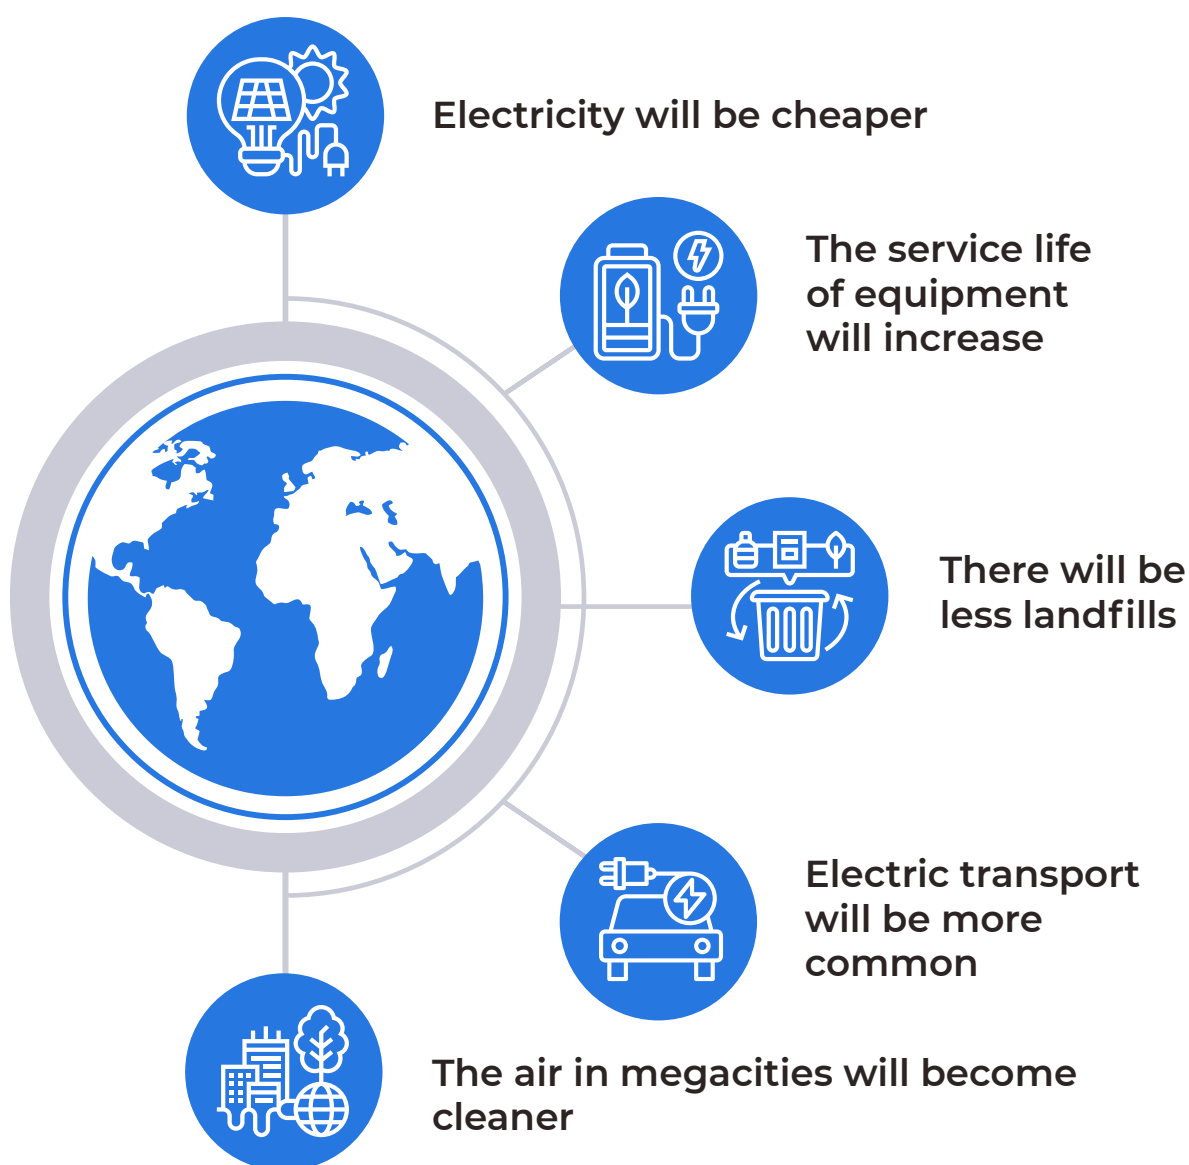 Electricity will be cheaper
The service life
of equipment
will increase
There will be
less landfills
Electric transport
will be more
common
The air in megacities will become
cleaner